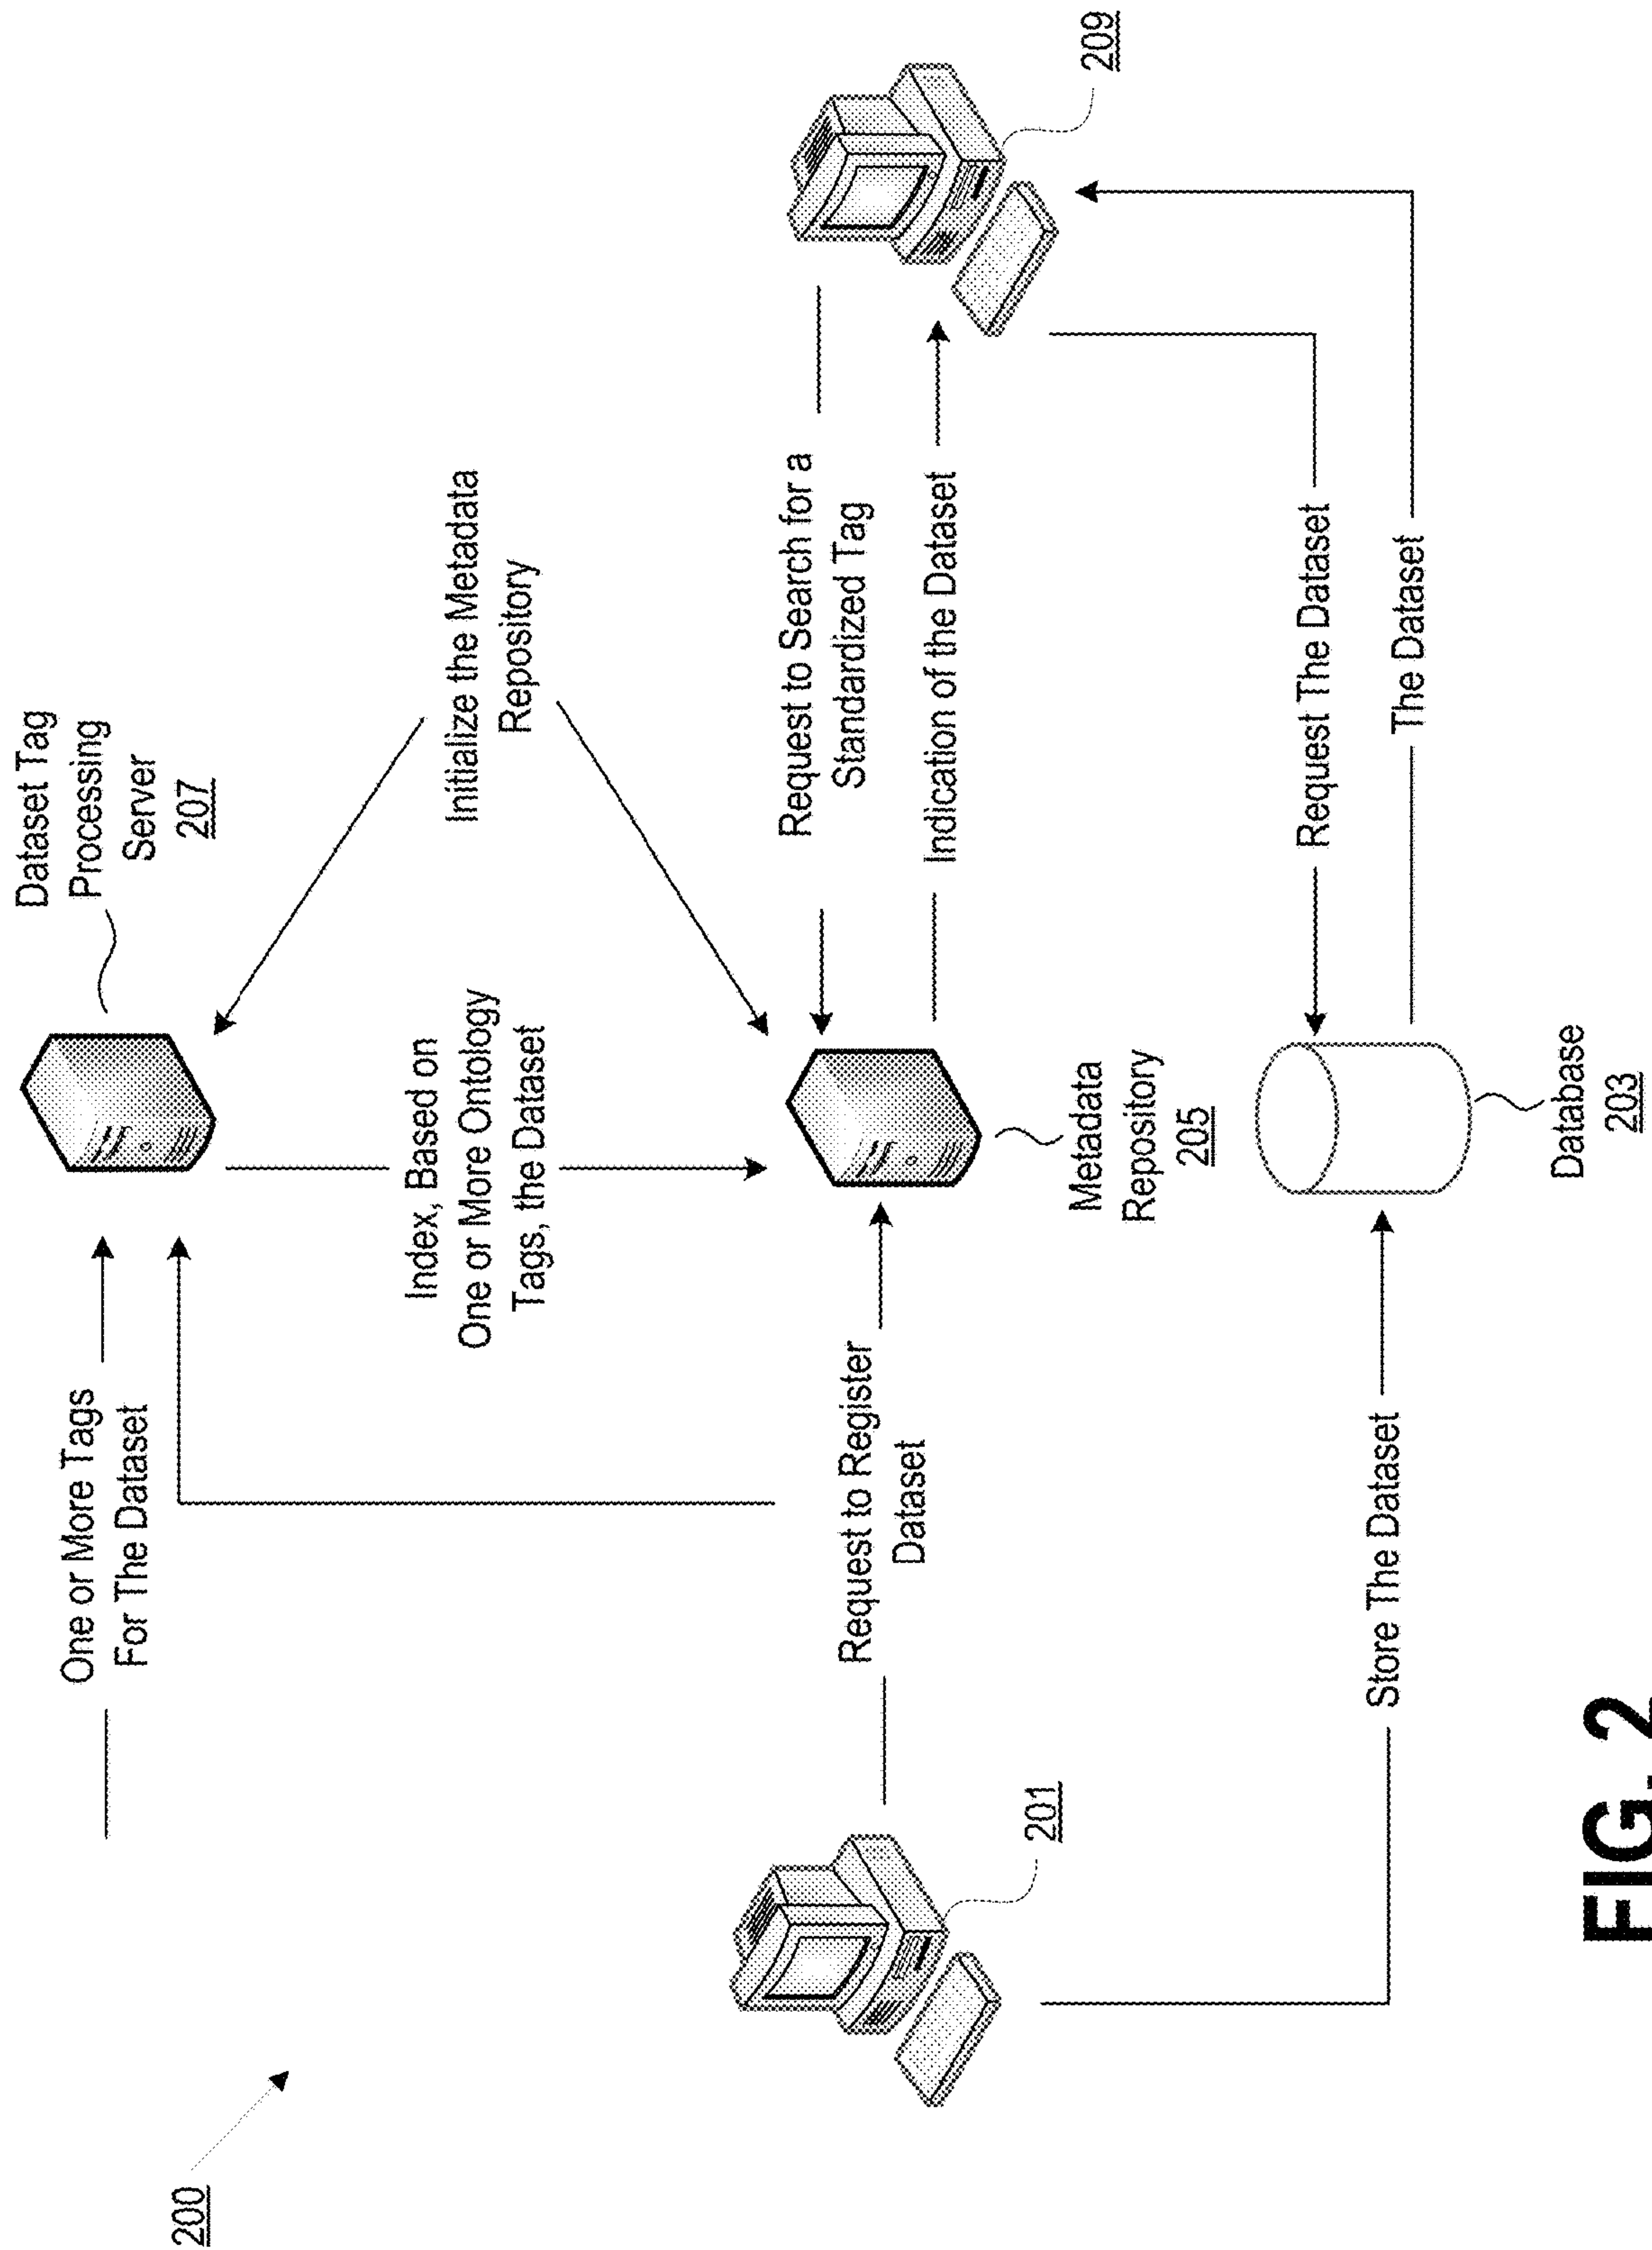 200
One or More Tags
For The Dataset
Dataset Tag
Processing
Server
207
Index, Based on
One or More Ontology
Tags, the Dataset
Initialize the Metadata
Repository
201
Request to Register
Dataset
Metadata
Repository
205
Request to Search for a
Standardized Tag
Indication of the Dataset
209
Store The Dataset
Database
203
Request The Dataset
The Dataset
FIG. 2